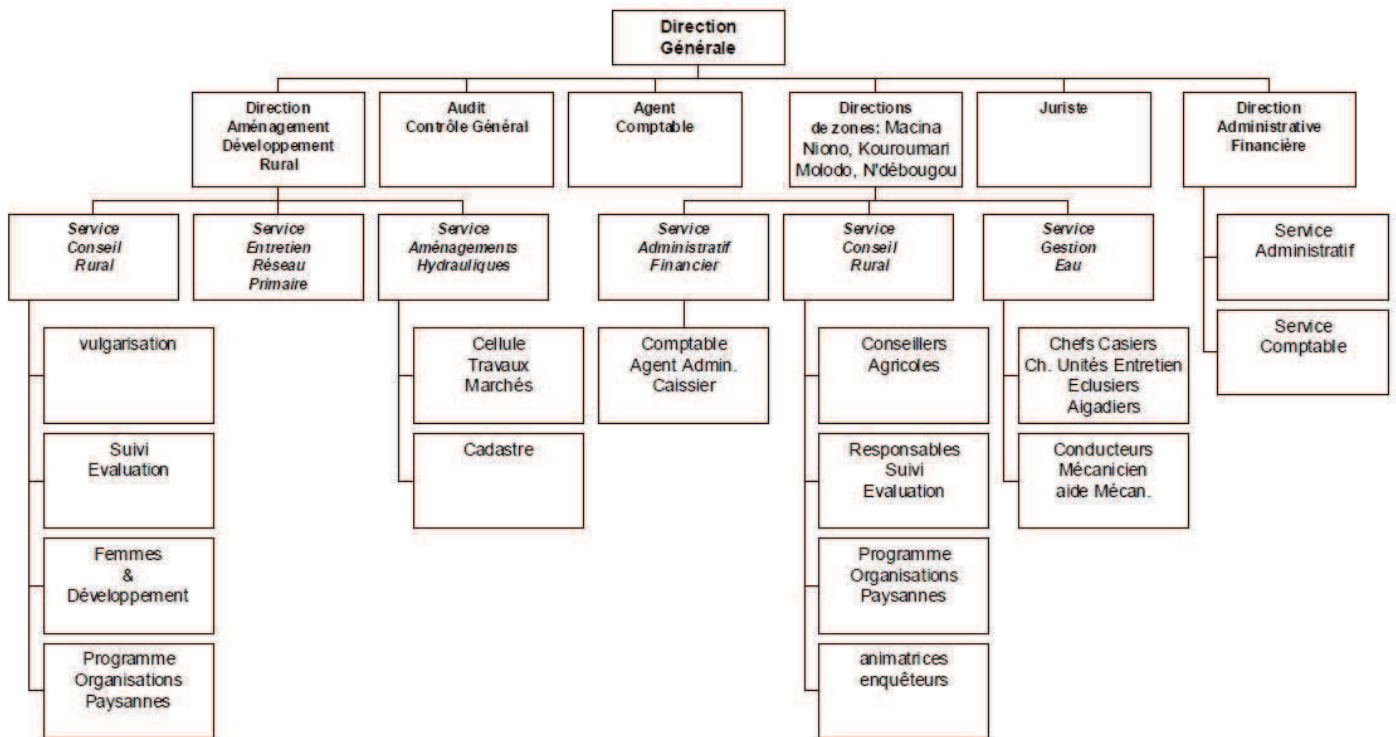 Direction
Générale
Direction
Aménagement
Développement
Rural
Audit
Contrôle Général
Agent
Comptable
Directions
de zones: Macina
Niono, Kouroumari
Molodo, N'débougou
Juriste
Direction
Administrative
Financière
Service
Conseil
Rural
Service
Entretien
Réseau
Primaire
Service
Aménagements
Hydrauliques
Service
Administratif
Financier
Service
Conseil
Rural
Service
Gestion
Eau
Service
Administratif
vulgarisation
Cellule
Travaux
Marchés
Comptable
Agent Admin.
Caissier
Conseillers
Agricoles
Chefs Casiers
Ch. Unités Entretien
Eclusiers
Aigadiers
Service
Comptable
Suivi
Evaluation
Cadastre
Responsables
Suivi
Evaluation
Conducteurs
Mécanicien
aide Mécan.
Femmes
&
Développement
Programme
Organisations
Paysannes
Programme
Organisations
Paysannes
animatrices
enquêteurs